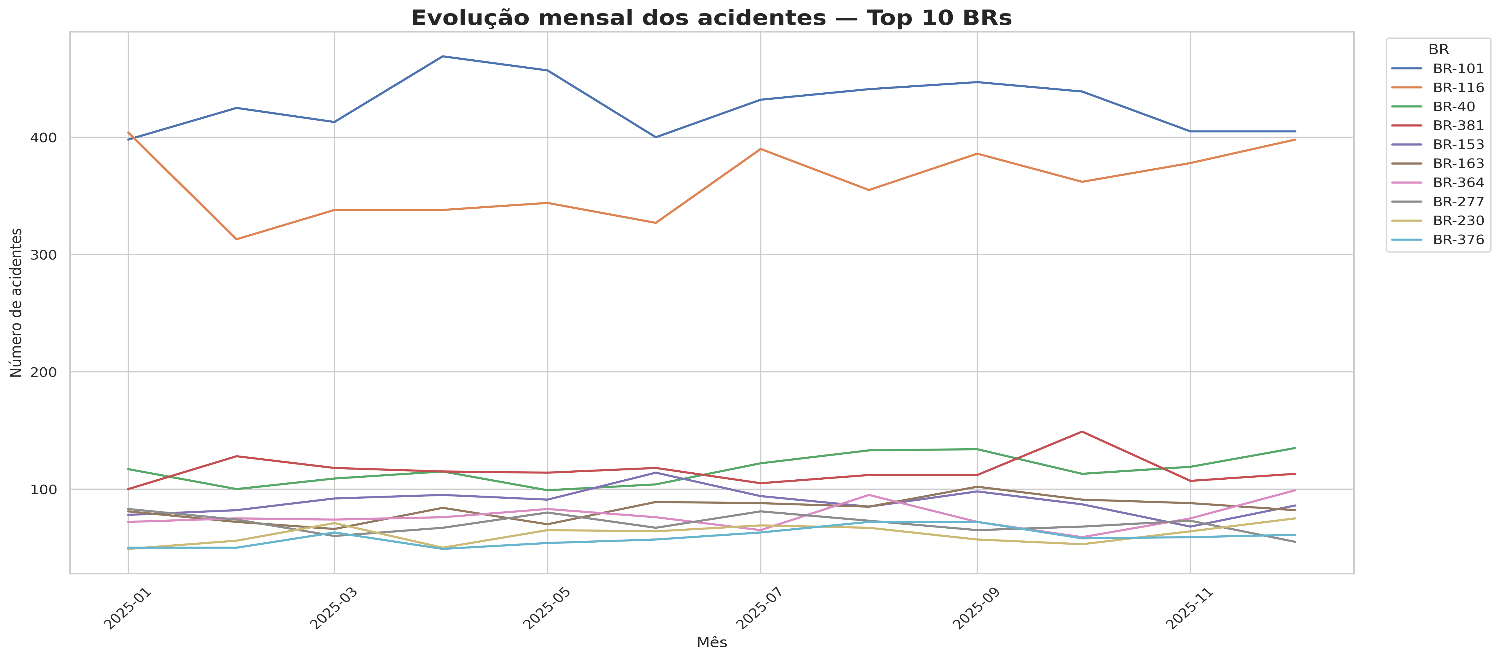 Evolução mensal dos acidentes — Top 10 BRs
Número de acidentes
400
300
200
100
2025-01
2025-03
2025-05
2025-07
2025-09
2025-11
Mês
BR
BR-101
BR-116
BR-40
BR-381
BR-153
BR-163
BR-364
BR-277
BR-230
BR-376